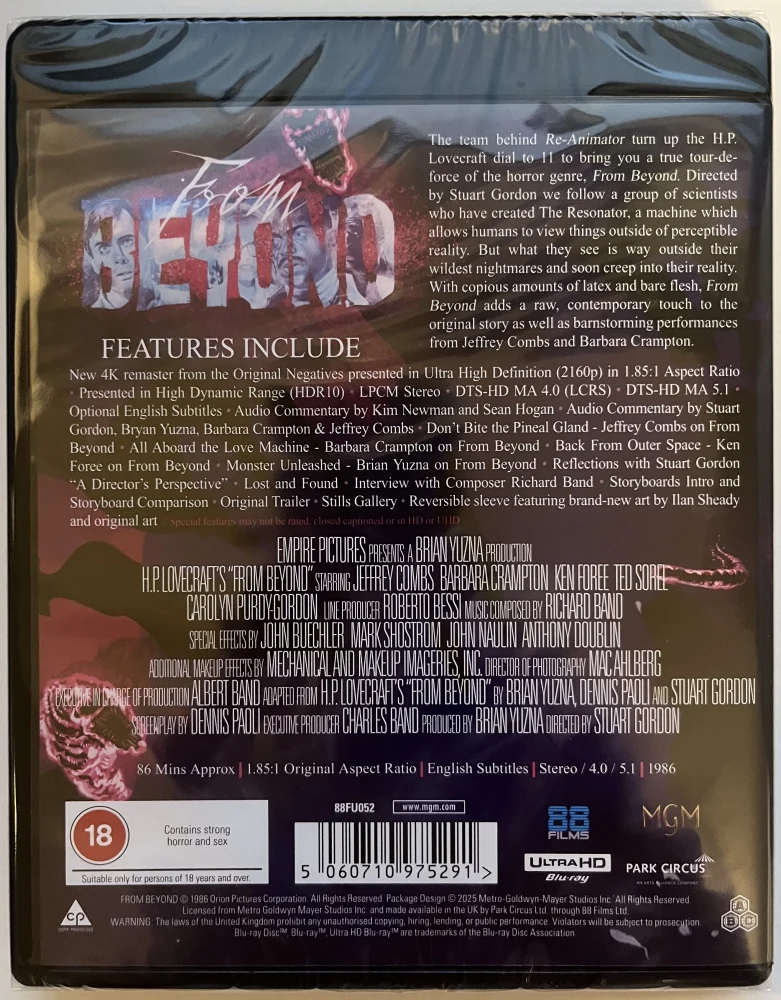 From
BEYOND
The team behind Re-Animator turn up the H.P.
Lovecraft dial to 11 to bring you a true tour-de-
force of the horror genre, From Beyond. Directed
by Stuart Gordon we follow a group of scientists
who have created The Resonator, a machine which
allows humans to view things outside of perceptible
reality. But what they see is way outside their
wildest nightmares and soon creep into their reality.
With copious amounts of latex and bare flesh, From
Beyond adds a raw, contemporary touch to the
original story as well as barnstorming performances
from Jeffrey Combs and Barbara Crampton.
FEATURES INCLUDE
New 4K remaster from the Original Negatives presented in Ultra High Definition (2160p) in 1.85:1 Aspect Ratio
• Presented in High Dynamic Range (HDR10) • LPCM Stereo • DTS-HD MA 4.0 (LCRS) • DTS-HD MA 5.1 •
Optional English Subtitles • Audio Commentary by Kim Newman and Sean Hogan • Audio Commentary by Stuart
Gordon, Bryan Yuzna, Barbara Crampton & Jeffrey Combs • Don't Bite the Pineal Gland - Jeffrey Combs on From
Beyond • All Aboard the Love Machine - Barbara Crampton on From Beyond • Back From Outer Space - Ken
Foree on From Beyond • Monster Unleashed - Brian Yuzna on From Beyond • Reflections with Stuart Gordon
"A Director's Perspective" • Lost and Found • Interview with Composer Richard Band • Storyboards Intro and
Storyboard Comparison • Original Trailer • Stills Gallery • Reversible sleeve featuring brand-new art by Ilan Sheady
and original art Special features may not be rated, closed captioned or in HD or UHD
EMPIRE PICTURES PRESENTS A BRIAN YUZNA PRODUCTION
H.P. LOVECRAFT'S "FROM BEYOND" STARRING JEFFREY COMBS BARBARA CRAMPTON KEN FOREE TED SOREL
CAROLYN PURDY-GORDON LINE PRODUCER ROBERTO BESSI MUSIC COMPOSED BY RICHARD BAND
SPECIAL EFFECTS BY JOHN BUECHLER MARK SHOSTROM JOHN NAULIN ANTHONY DOUBLIN
ADDITIONAL MAKEUP EFFECTS BY MECHANICAL AND MAKEUP IMAGERIES, INC. DIRECTOR OF PHOTOGRAPHY MAC AHLBERG
EXECUTIVE IN CHARGE OF PRODUCTION ALBERT BAND ADAPTED FROM H.P. LOVECRAFT'S "FROM BEYOND" BY BRIAN YUZNA, DENNIS PAOLI AND STUART GORDON
SCREENPLAY BY DENNIS PAOLI EXECUTIVE PRODUCER CHARLES BAND PRODUCED BY BRIAN YUZNA DIRECTED BY STUART GORDON
86 Mins Approx | 1.85:1 Original Aspect Ratio | English Subtitles | Stereo / 4.0 / 5.1 | 1986
18
Contains strong
horror and sex
Suitable only for persons of 18 years and over.
88FU052
www.mgm.com
5 060710 975291 >
88
FILMS
MGM
ULTRA HD
Blu-ray
PARK CIRCUS
AN ARTS ALLIANCE COMPANY
FROM BEYOND © 1986 Orion Pictures Corporation. All Rights Reserved. Package Design © 2025 Metro-Goldwyn-Mayer Studios Inc. All Rights Reserved.
Licensed from Metro Goldwyn Mayer Studios Inc. and made available in the UK by Park Circus Ltd. through 88 Films Ltd.
WARNING: The laws of the United Kingdom prohibit any unauthorised copying, hiring, lending, or public performance. Violators will be subject to prosecution.
Blu-ray Disc™, Blu-ray™, Ultra HD Blu-ray™ are trademarks of the Blu-ray Disc Association.
CP
COPY PROTECTED
A
B C